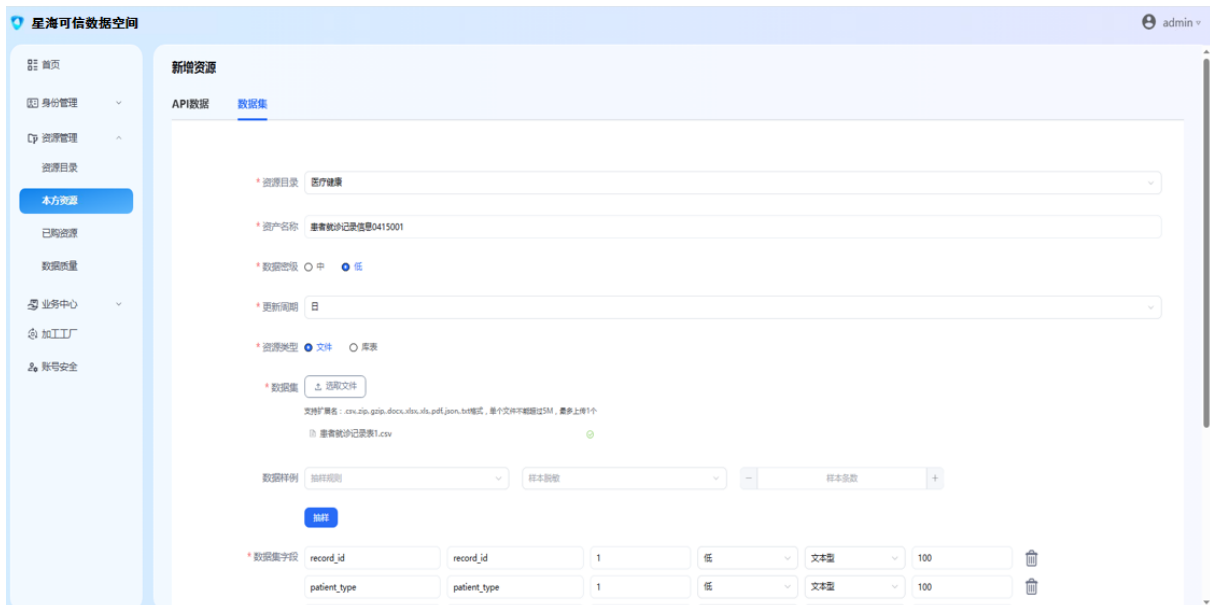 星海可信数据空间
admin
首页
身份管理
资源管理
资源目录
本方资源
已购资源
数据质量
业务中心
加工工厂
账号安全
新增资源
API数据 数据集
* 资源目录 医疗健康
* 资产名称 患者就诊记录信息0415001
* 数据密级 中 低
* 更新周期 日
* 资源类型 文件 库表
* 数据集 选取文件
支持扩展名：.csv,.zip,.gzip,.docx,.xlsx,.xls,.pdf,.json,.txt格式，单个文件不能超过5M，最多上传1个
患者就诊记录表1.csv
数据样例 抽样规则 样本脱敏 − 样本条数 +
抽样
* 数据集字段 record_id record_id 1 低 文本型 100
patient_type patient_type 1 低 文本型 100